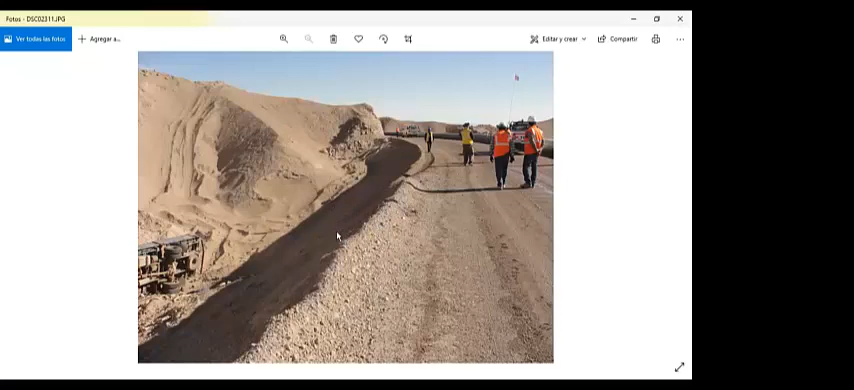 Fotos - DSC02311.JPG
Ver todas las fotos
Agregar a...
Editar y crear
Compartir